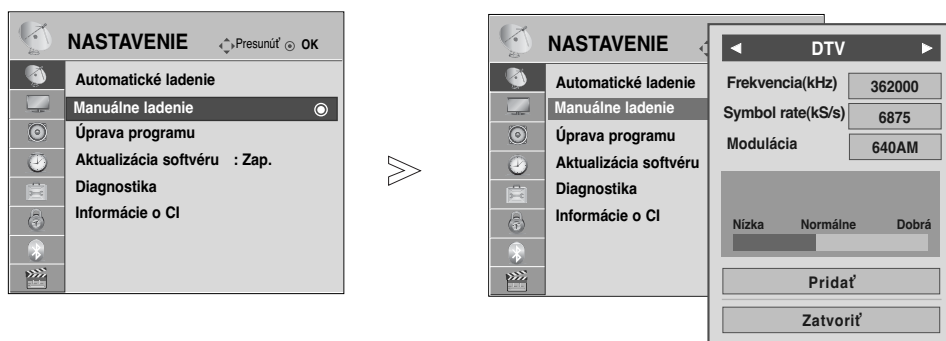 NASTAVENIE Presunúť OK
Automatické ladenie
Manuálne ladenie
Úprava programu
Aktualizácia softvéru : Zap.
Diagnostika
Informácie o CI
NASTAVENIE
Automatické ladenie
Manuálne ladenie
Úprava programu
Aktualizácia softvéru
Diagnostika
Informácie o CI
DTV
Frekvencia(kHz) 362000
Symbol rate(kS/s) 6875
Modulácia 640AM
Nízka Normálne Dobrá
Pridať
Zatvoriť